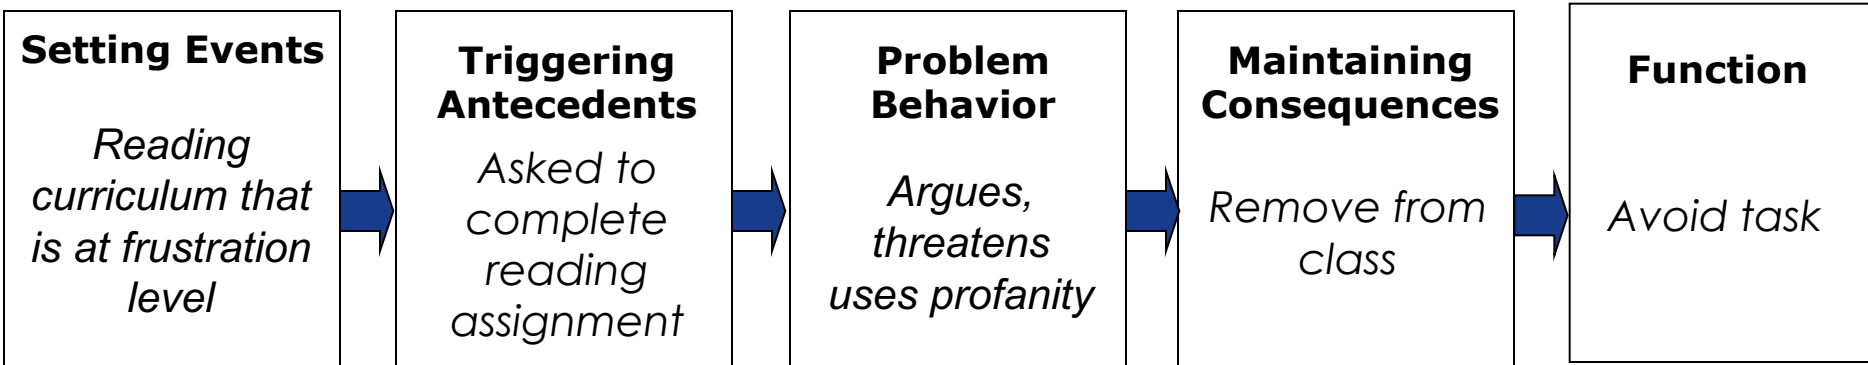 Setting Events
Reading
curriculum that
is at frustration
level
Triggering
Antecedents
Asked to
complete
reading
assignment
Problem
Behavior
Argues,
threatens
uses profanity
Maintaining
Consequences
Remove from
class
Function
Avoid task